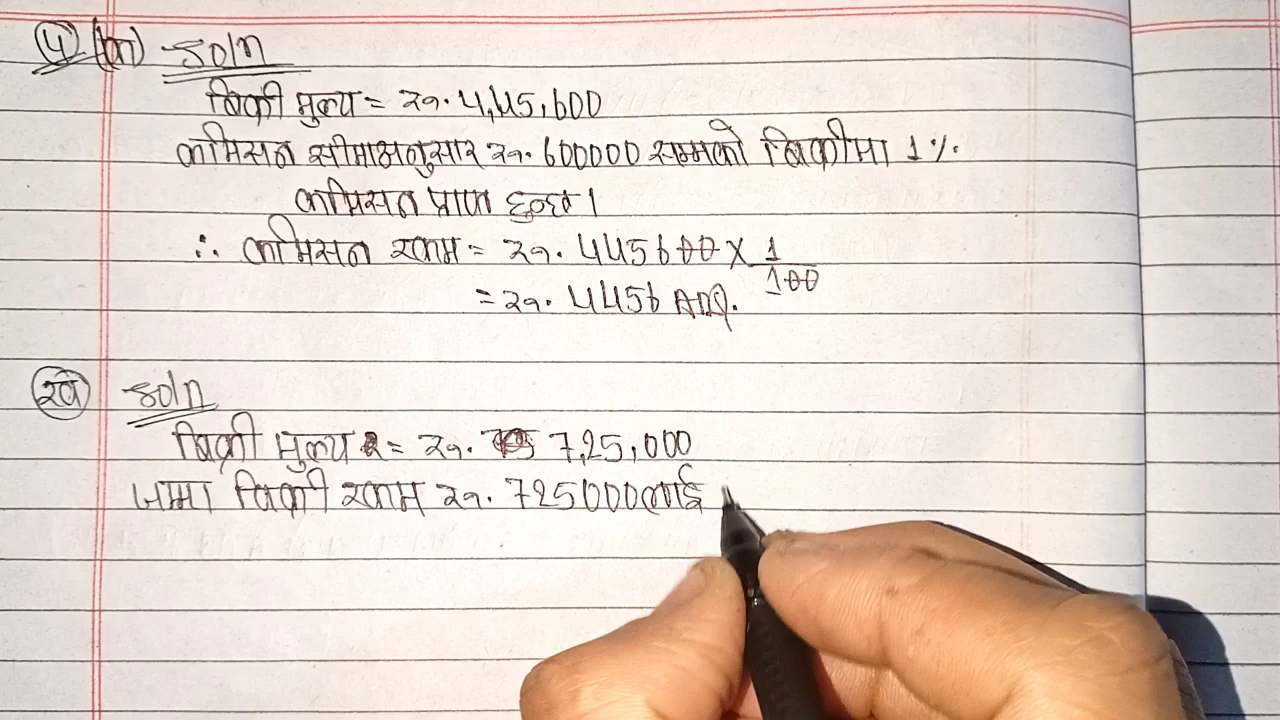 ५ (क) Soln
बिक्री मुल्य = रू. 4,45,600
कमिसन सीमाअनुसार रू. 600000 सम्मको बिक्रीमा 1%
कमिसन प्राप्त हुन्छ।
∴ कमिसन रकम = रू. 445600 × 1/100
= रू. 4456 Ans.
ख Soln
बिक्री मुल्य = रू. 7,25,000
जम्मा बिक्री रकम रू. 725000लाई